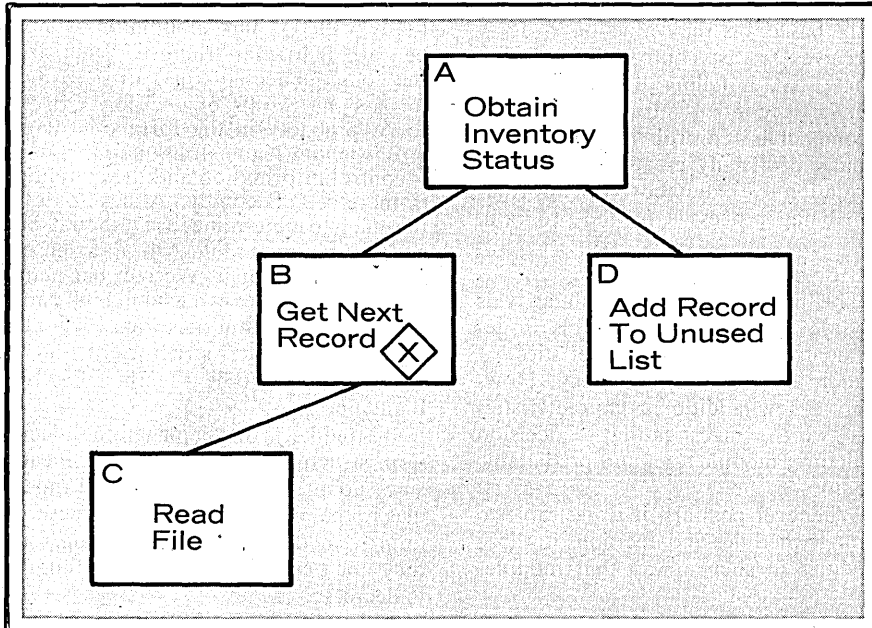 A
Obtain
Inventory
Status
B
Get Next
Record
X
D
Add Record
To Unused
List
C
Read
File